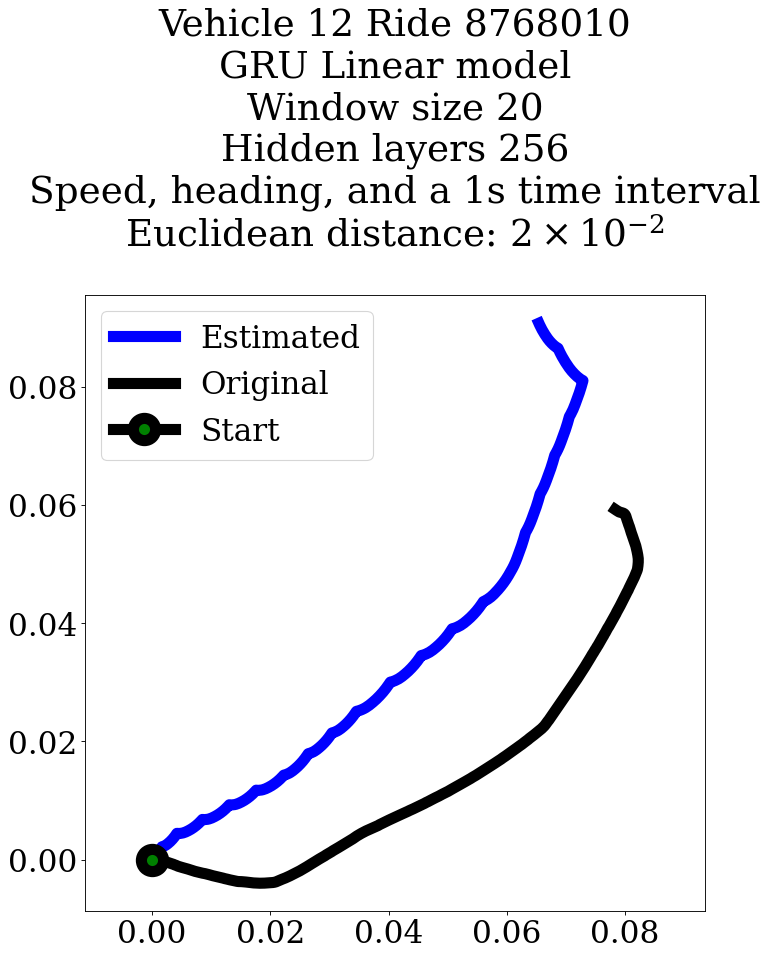 Vehicle 12 Ride 8768010
GRU Linear model
Window size 20
Hidden layers 256
Speed, heading, and a 1s time interval
Euclidean distance: 2 × 10⁻²
Estimated
Original
Start
0.08
0.06
0.04
0.02
0.00
0.00 0.02 0.04 0.06 0.08